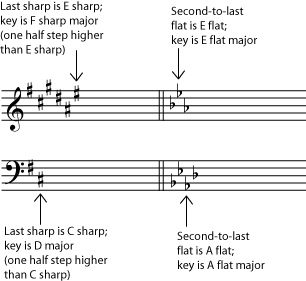 Last sharp is E sharp;
key is F sharp major
(one half step higher
than E sharp)
Second-to-last
flat is E flat;
key is E flat major
Last sharp is C sharp;
key is D major
(one half step higher
than C sharp)
Second-to-last
flat is A flat;
key is A flat major